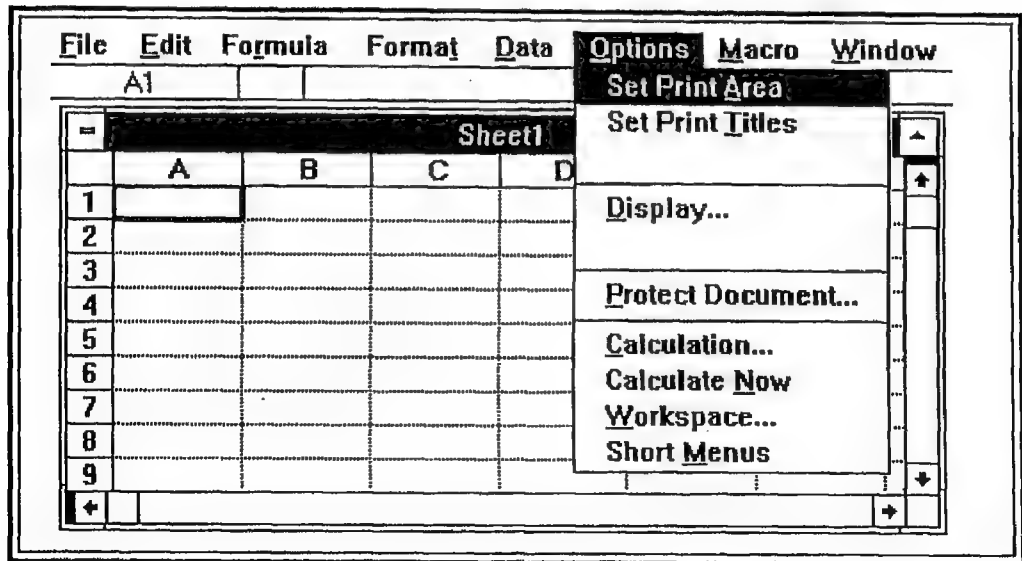 File Edit Formula Format Data Options Macro Window
A1
Set Print Area
Sheet1
Set Print Titles
A B C D
1
Display...
2
3
Protect Document...
4
5
Calculation...
6
Calculate Now
7
Workspace...
8
Short Menus
9